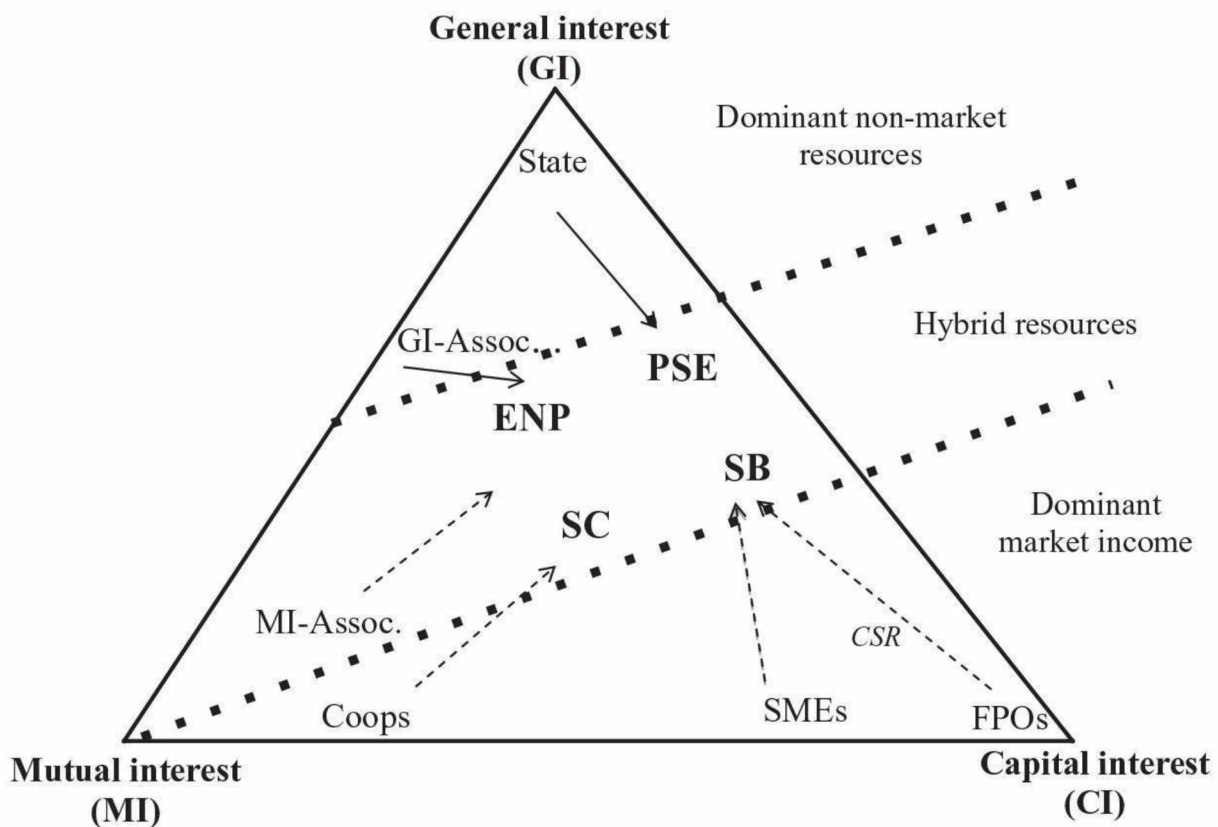 General interest
(GI)
Dominant non-market
resources
State
Hybrid resources
GI-Assoc...
PSE
ENP
SB
SC
Dominant
market income
MI-Assoc.
CSR
Coops
SMEs
FPOs
Mutual interest
(MI)
Capital interest
(CI)